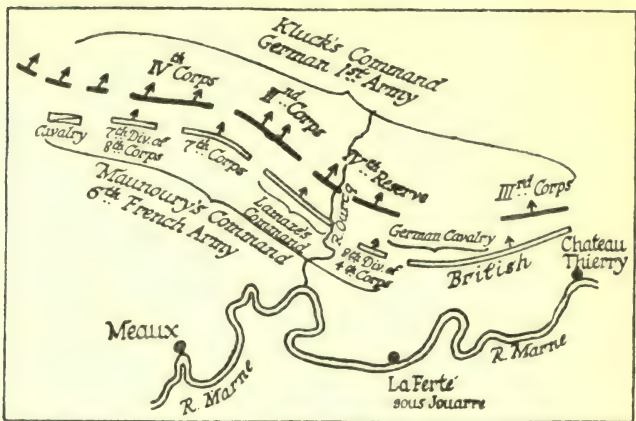 Kluck's Command
German 1st Army
IVth Corps
IInd Corps
IVth Reserve
IIIrd Corps
Cavalry
7th Div. of
8th Corps
7th Corps
Lamaze's
Command
Maunoury's Command
6th French Army
R. Ourcq
8th Div. of
4th Corps
German Cavalry
British
Chateau
Thierry
Meaux
R. Marne
La Ferté
sous Jouarre
R. Marne